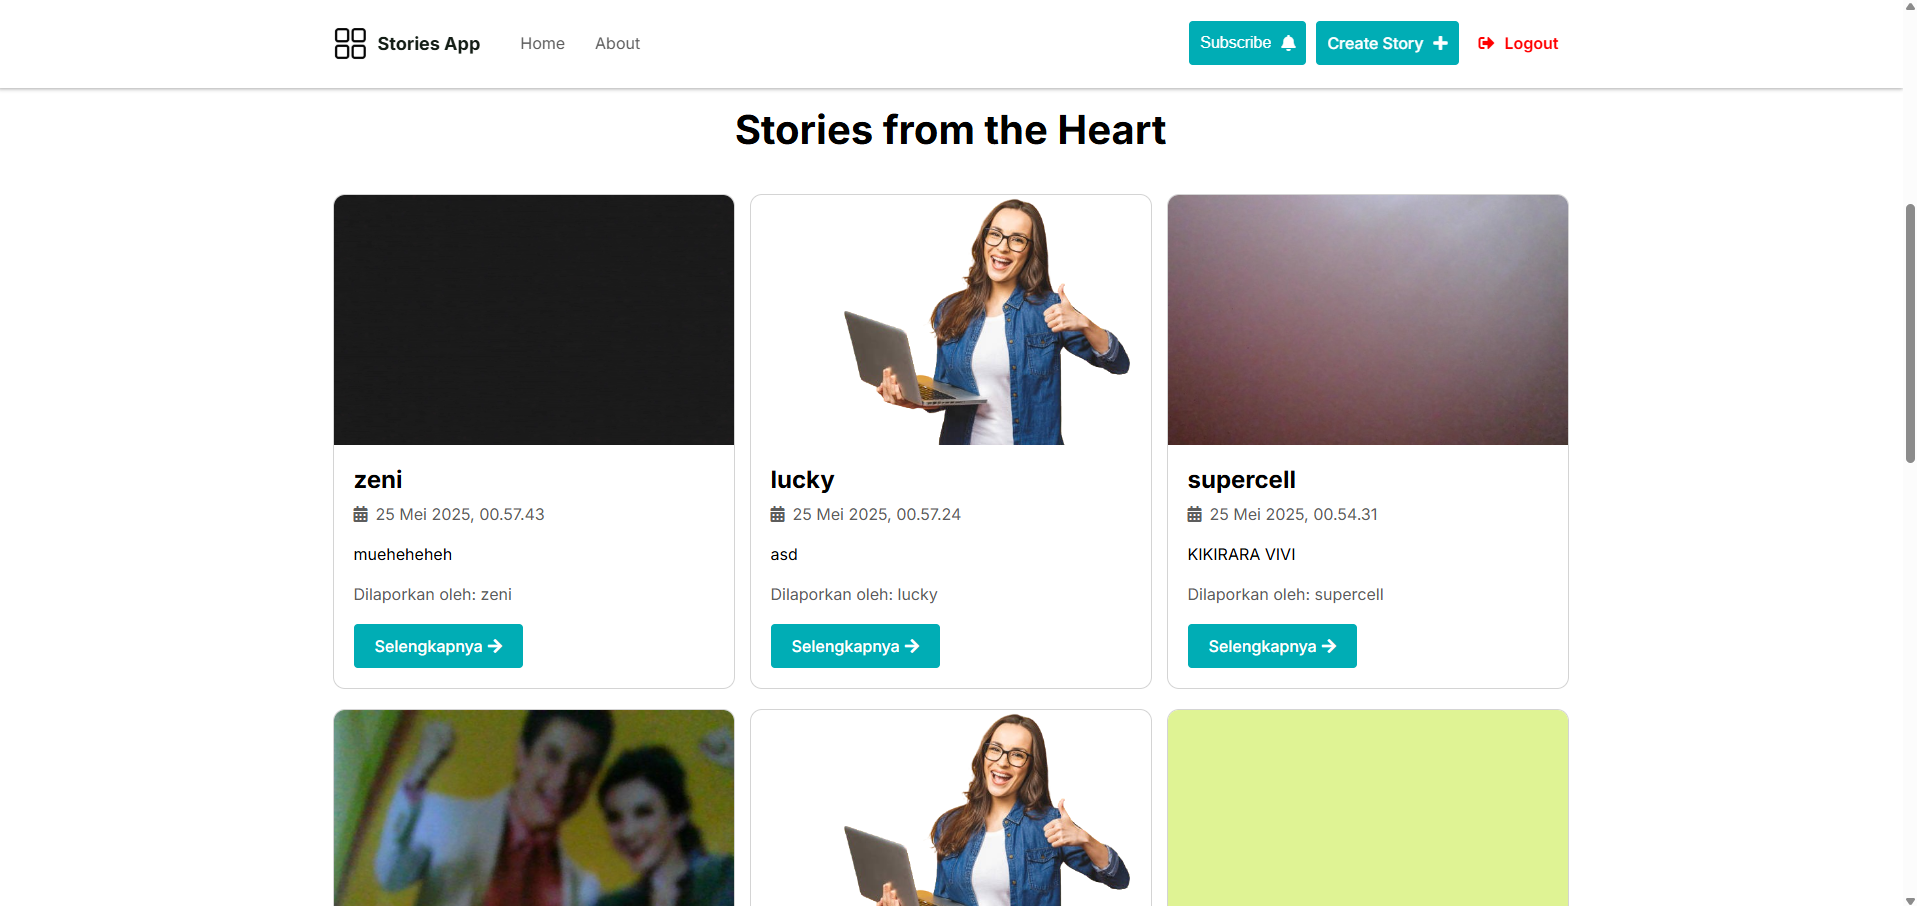 Stories App
Home
About
Subscribe
Create Story
Logout
Stories from the Heart
zeni
25 Mei 2025, 00.57.43
mueheheheh
Dilaporkan oleh: zeni
Selengkapnya
lucky
25 Mei 2025, 00.57.24
asd
Dilaporkan oleh: lucky
Selengkapnya
supercell
25 Mei 2025, 00.54.31
KIKIRARA VIVI
Dilaporkan oleh: supercell
Selengkapnya